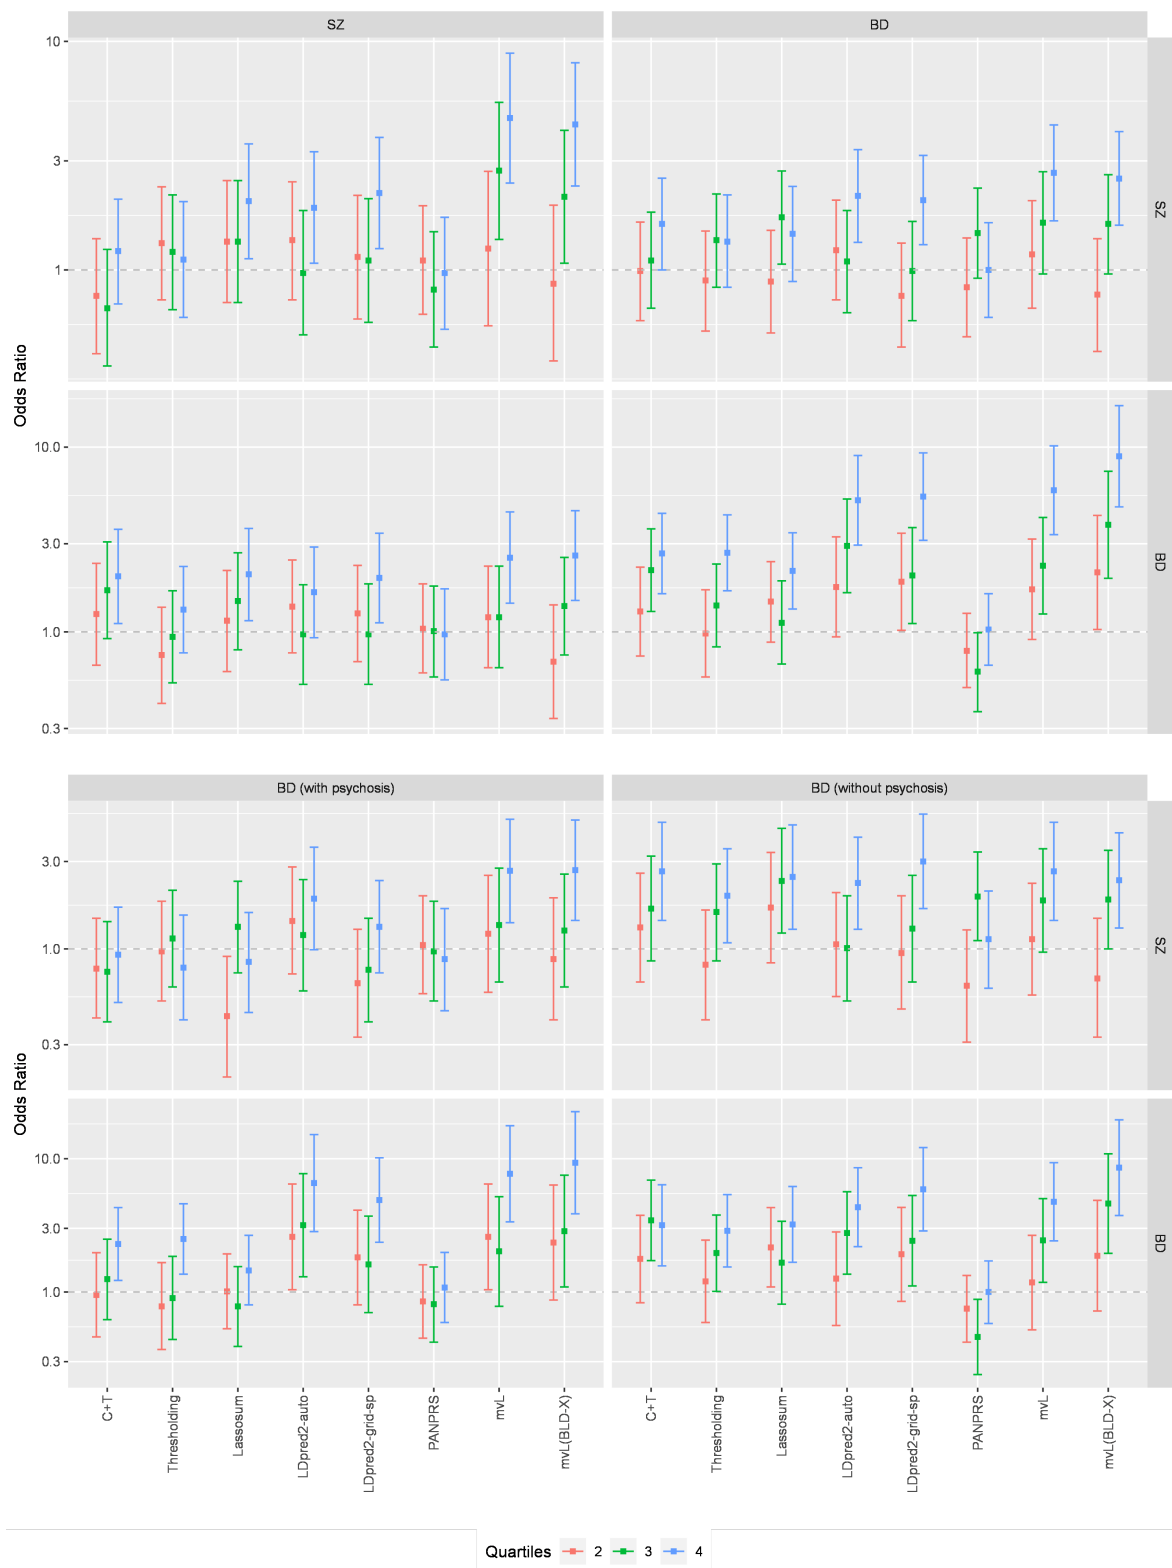 SZ
BD
10
3
1
SZ
Odds Ratio
10.0
3.0
1.0
0.3
BD
BD (with psychosis)
BD (without psychosis)
3.0
1.0
0.3
SZ
Odds Ratio
10.0
3.0
1.0
0.3
BD
C+T
Thresholding
Lassosum
LDpred2-auto
LDpred2-grid-sp
PANPRS
mvL
mvL(BLD-X)
C+T
Thresholding
Lassosum
LDpred2-auto
LDpred2-grid-sp
PANPRS
mvL
mvL(BLD-X)
Quartiles 2 3 4